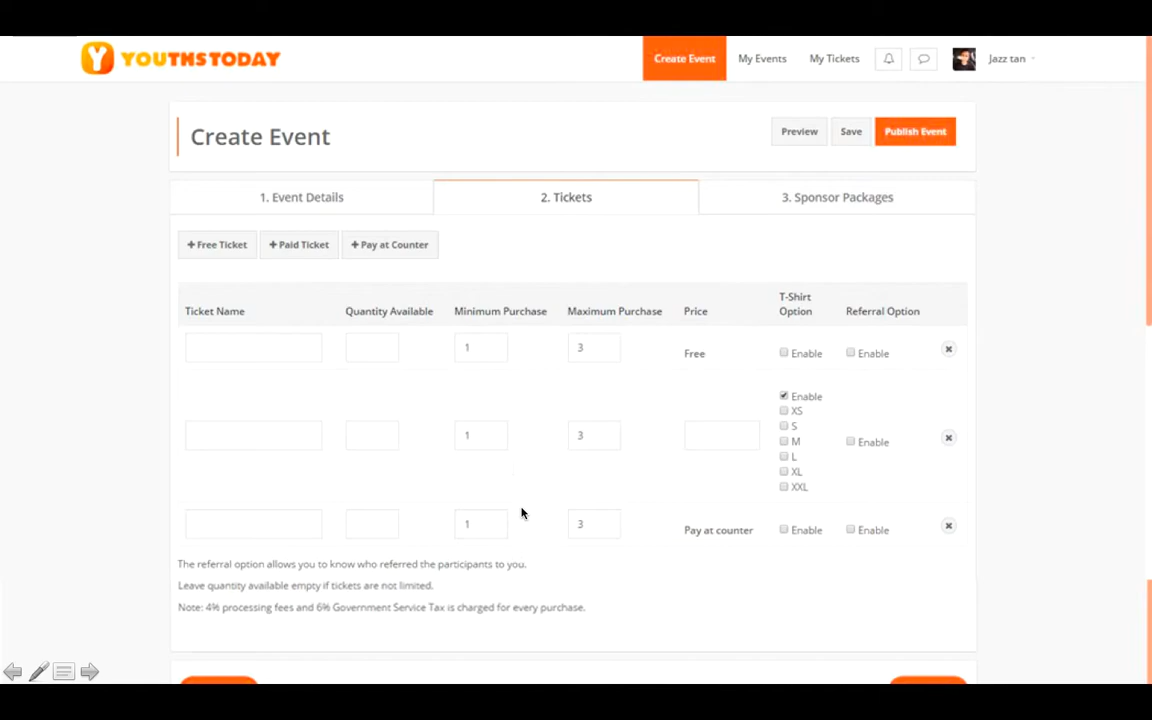 Y YOUTHSTODAY
Create Event My Events My Tickets Jazz tan
Create Event
Preview Save Publish Event
1. Event Details 2. Tickets 3. Sponsor Packages
+ Free Ticket + Paid Ticket + Pay at Counter
Ticket Name Quantity Available Minimum Purchase Maximum Purchase Price T-Shirt Option Referral Option
1 3 Free Enable Enable
Enable
XS
S
1 3 M Enable
L
XL
XXL
1 3 Pay at counter Enable Enable
The referral option allows you to know who referred the participants to you.
Leave quantity available empty if tickets are not limited.
Note: 4% processing fees and 6% Government Service Tax is charged for every purchase.